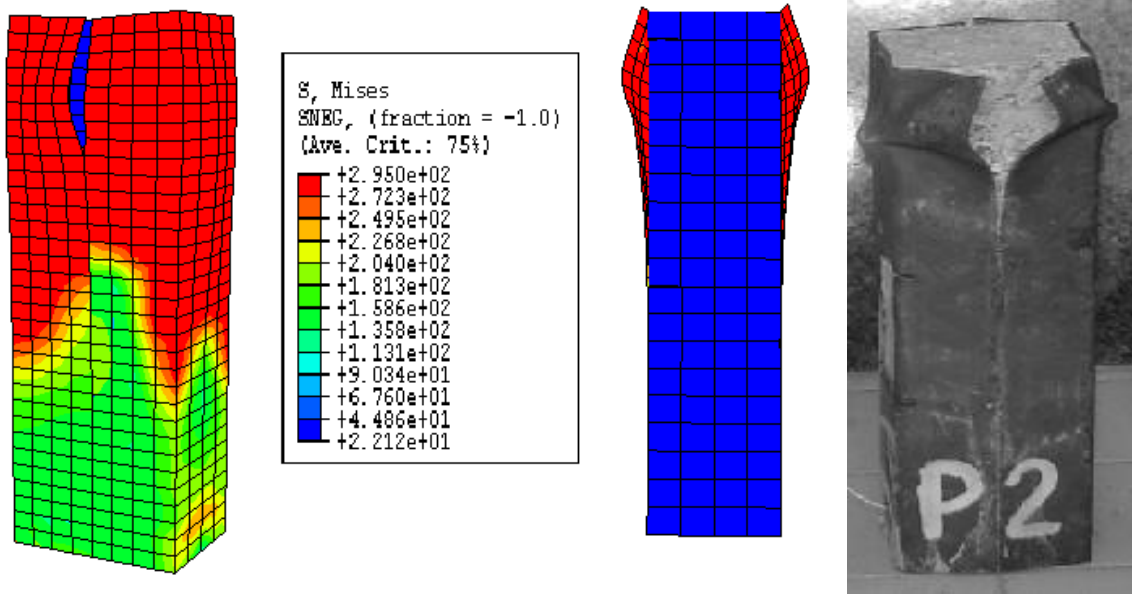 S, Mises
SNEG, (fraction = -1.0)
(Ave. Crit.: 75%)
+2.950e+02
+2.723e+02
+2.495e+02
+2.268e+02
+2.040e+02
+1.813e+02
+1.586e+02
+1.358e+02
+1.131e+02
+9.034e+01
+6.760e+01
+4.486e+01
+2.212e+01
P2